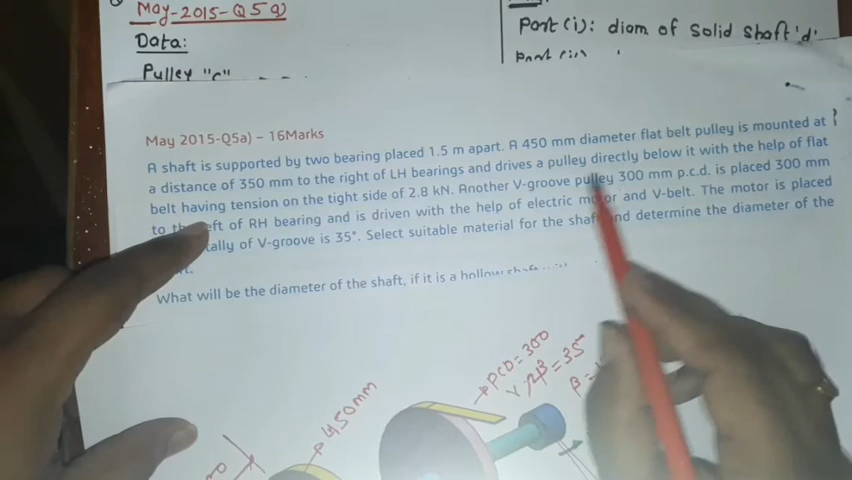 May-2015-Q5a)
Data:
Pulley "C"
Part(i): diam of Solid shaft 'd'
part (ii)
May 2015-Q5a) – 16Marks
A shaft is supported by two bearing placed 1.5 m apart. A 450 mm diameter flat belt pulley is mounted at
a distance of 350 mm to the right of LH bearings and drives a pulley directly below it with the help of flat
belt having tension on the tight side of 2.8 kN. Another V-groove pulley 300 mm p.c.d. is placed 300 mm
to the left of RH bearing and is driven with the help of electric motor and V-belt. The motor is placed
tally of V-groove is 35°. Select suitable material for the shaft and determine the diameter of the
What will be the diameter of the shaft, if it is a hollow shaft
PCD=300
2β=35
β=
450mm